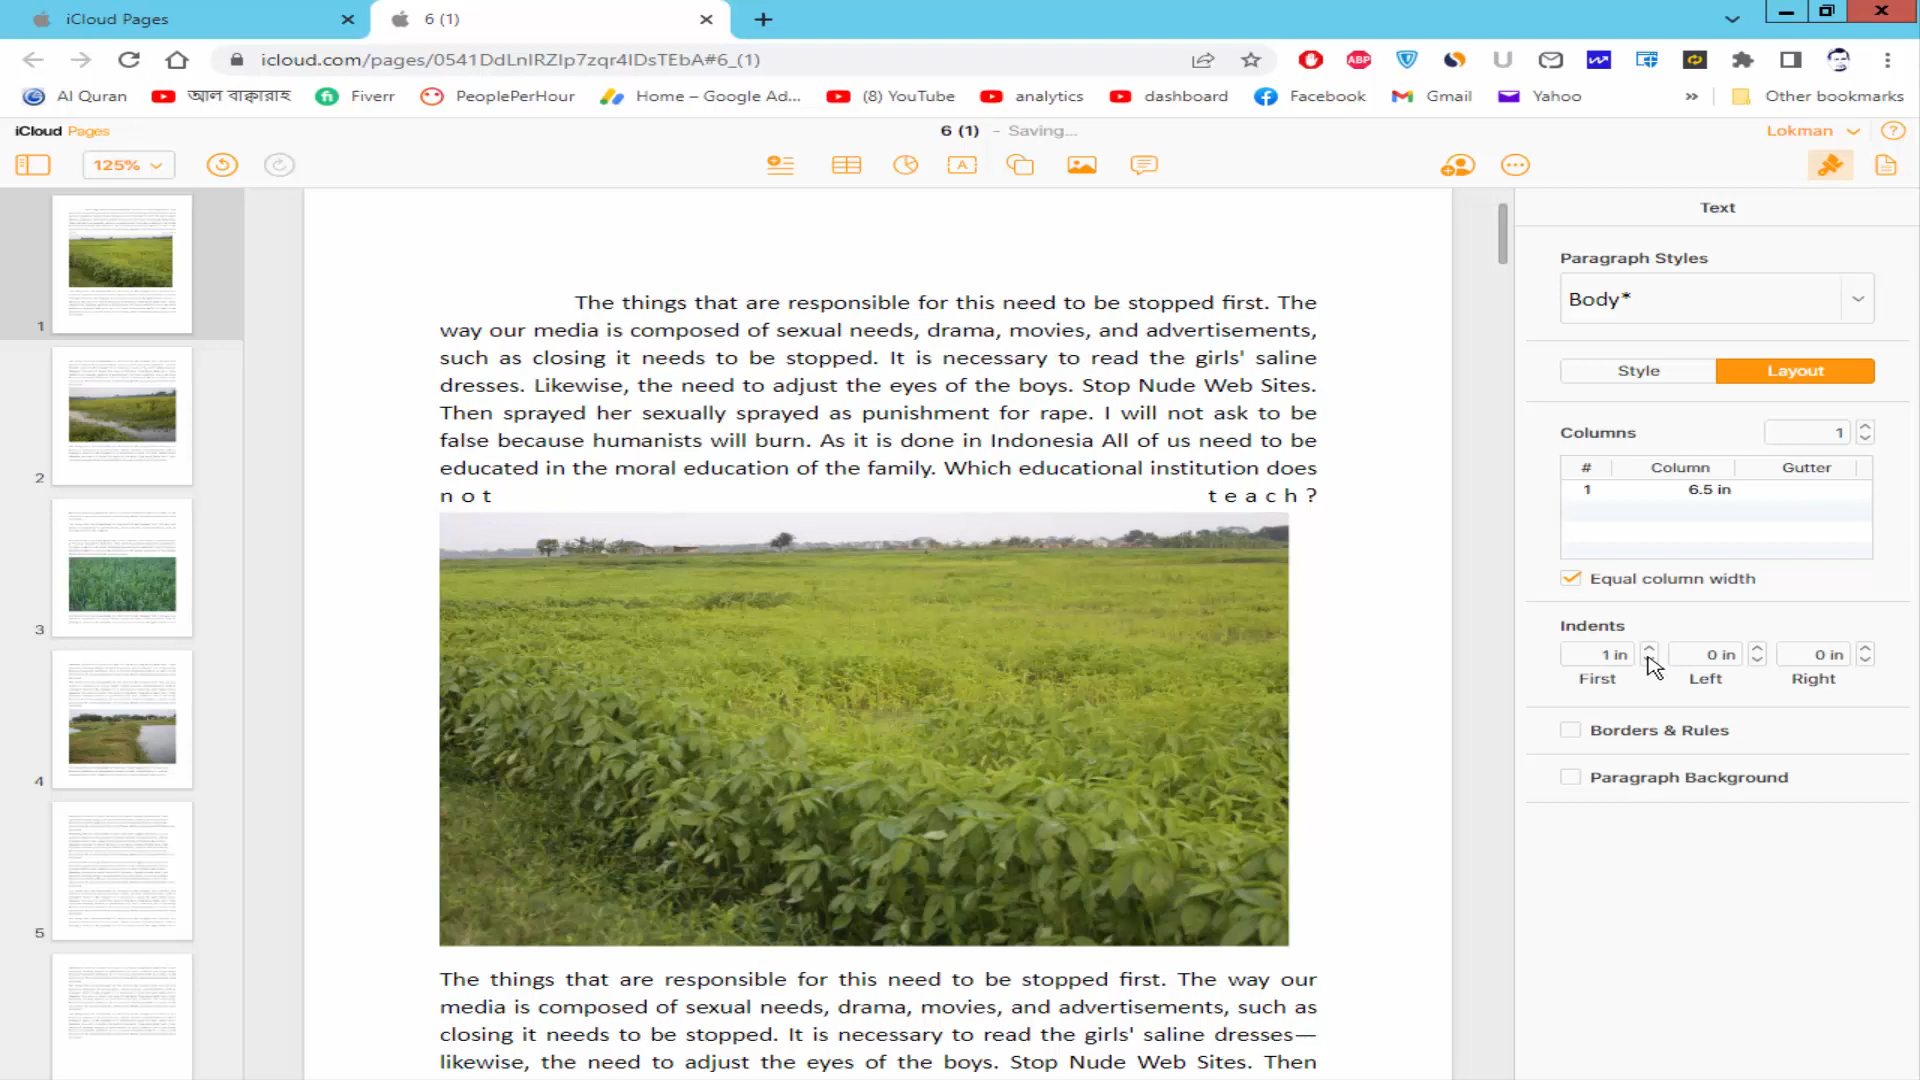 iCloud Pages
6 (1)
icloud.com/pages/0541DdLnIRZIp7zqr4IDsTEbA#6_(1)
ABP
Al Quran
আল বাক্বারাহ
Fiverr
PeoplePerHour
Home – Google Ad...
(8) YouTube
analytics
dashboard
Facebook
Gmail
Yahoo
»
Other bookmarks
iCloud Pages
6 (1) - Saving...
Lokman
125%
Text
1
2
3
4
5
The things that are responsible for this need to be stopped first. The
way our media is composed of sexual needs, drama, movies, and advertisements,
such as closing it needs to be stopped. It is necessary to read the girls' saline
dresses. Likewise, the need to adjust the eyes of the boys. Stop Nude Web Sites.
Then sprayed her sexually sprayed as punishment for rape. I will not ask to be
false because humanists will burn. As it is done in Indonesia All of us need to be
educated in the moral education of the family. Which educational institution does
not teach?
The things that are responsible for this need to be stopped first. The way our
media is composed of sexual needs, drama, movies, and advertisements, such as
closing it needs to be stopped. It is necessary to read the girls' saline dresses—
likewise, the need to adjust the eyes of the boys. Stop Nude Web Sites. Then
Paragraph Styles
Body*
Style Layout
Columns 1
# Column Gutter
1 6.5 in
Equal column width
Indents
1 in 0 in 0 in
First Left Right
Borders & Rules
Paragraph Background